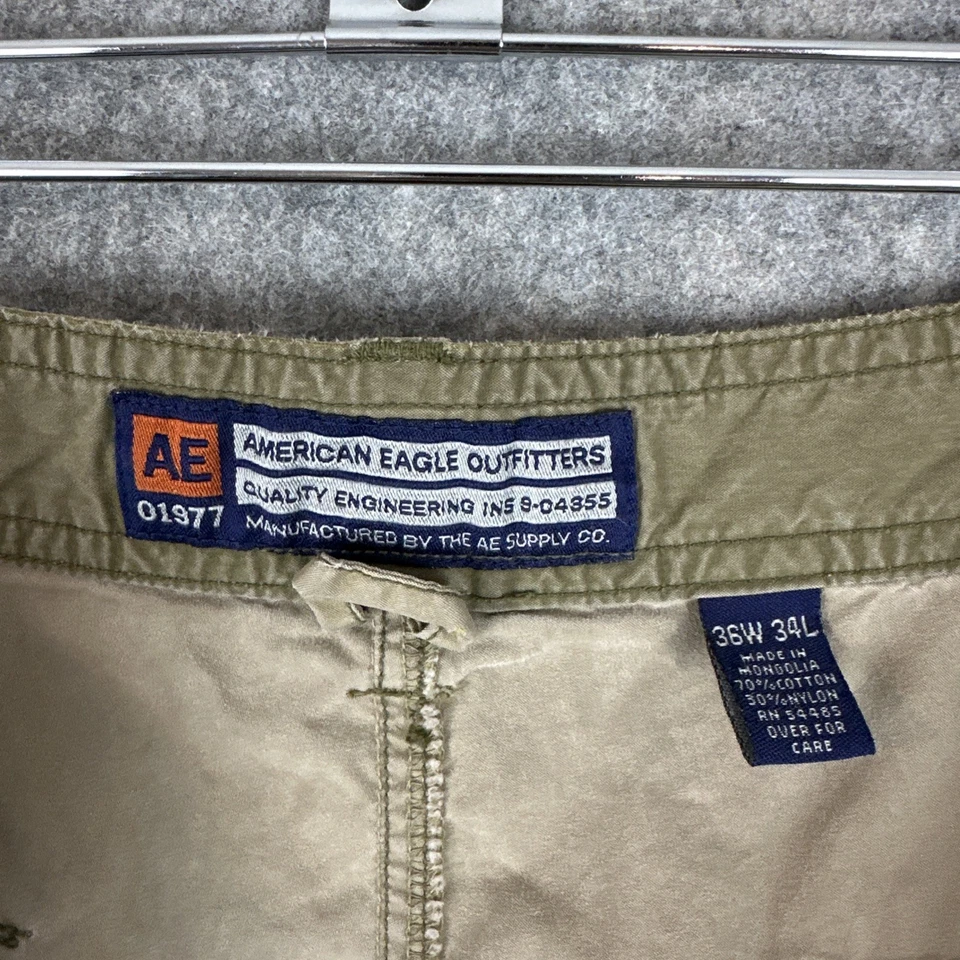 AE
01977
AMERICAN EAGLE OUTFITTERS
QUALITY ENGINEERING INS 9-04855
MANUFACTURED BY THE AE SUPPLY CO.
36W 34L
MADE IN
MONGOLIA
70%COTTON
30%NYLON
RN 54485
OVER FOR
CARE